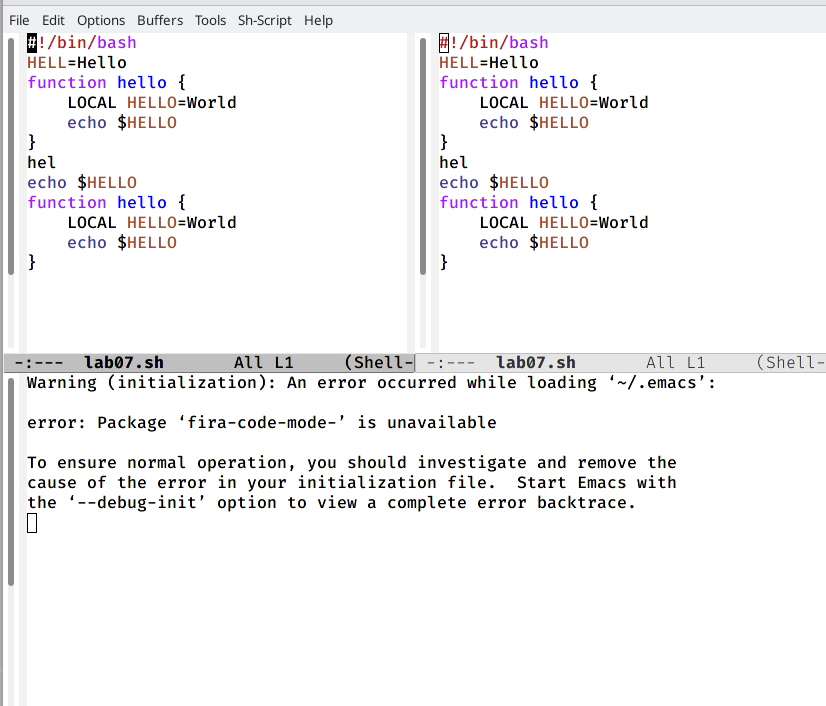 File Edit Options Buffers Tools Sh-Script Help
#!/bin/bash
HELL=Hello
function hello {
    LOCAL HELLO=World
    echo $HELLO
}
hel
echo $HELLO
function hello {
    LOCAL HELLO=World
    echo $HELLO
}
-:---  lab07.sh       All L1     (Shell-
#!/bin/bash
HELL=Hello
function hello {
    LOCAL HELLO=World
    echo $HELLO
}
hel
echo $HELLO
function hello {
    LOCAL HELLO=World
    echo $HELLO
}
-:---  lab07.sh       All L1     (Shell-
Warning (initialization): An error occurred while loading ‘~/.emacs’:
error: Package ‘fira-code-mode-’ is unavailable
To ensure normal operation, you should investigate and remove the
cause of the error in your initialization file.  Start Emacs with
the ‘--debug-init’ option to view a complete error backtrace.